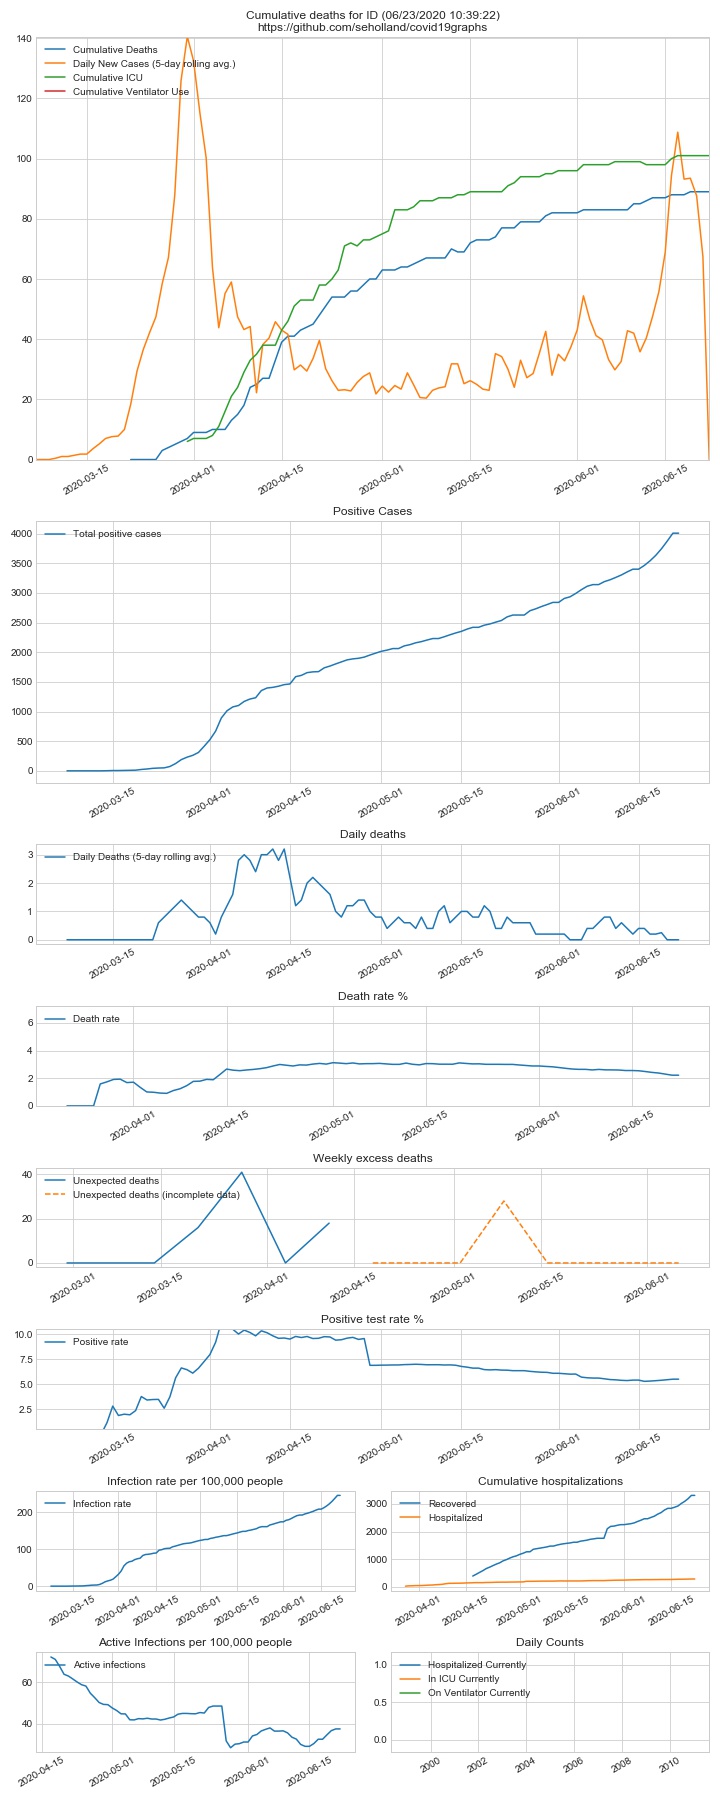 Cumulative deaths for ID (06/23/2020 10:39:22)
https://github.com/seholland/covid19graphs
140
120
100
80
60
40
20
0
Cumulative Deaths
Daily New Cases (5-day rolling avg.)
Cumulative ICU
Cumulative Ventilator Use
2020-03-15 2020-04-01 2020-04-15 2020-05-01 2020-05-15 2020-06-01 2020-06-15
Positive Cases
Total positive cases
4000
3500
3000
2500
2000
1500
1000
500
0
2020-03-15 2020-04-01 2020-04-15 2020-05-01 2020-05-15 2020-06-01 2020-06-15
Daily deaths
Daily Deaths (5-day rolling avg.)
3
2
1
0
2020-03-15 2020-04-01 2020-04-15 2020-05-01 2020-05-15 2020-06-01 2020-06-15
Death rate %
Death rate
6
4
2
0
2020-04-01 2020-04-15 2020-05-01 2020-05-15 2020-06-01 2020-06-15
Weekly excess deaths
Unexpected deaths
Unexpected deaths (incomplete data)
40
20
0
2020-03-01 2020-03-15 2020-04-01 2020-04-15 2020-05-01 2020-05-15 2020-06-01
Positive test rate %
Positive rate
10.0
7.5
5.0
2.5
2020-03-15 2020-04-01 2020-04-15 2020-05-01 2020-05-15 2020-06-01 2020-06-15
Infection rate per 100,000 people
Infection rate
200
100
0
2020-03-15 2020-04-01 2020-04-15 2020-05-01 2020-05-15 2020-06-01 2020-06-15
Cumulative hospitalizations
Recovered
Hospitalized
3000
2000
1000
0
2020-04-01 2020-04-15 2020-05-01 2020-05-15 2020-06-01 2020-06-15
Active Infections per 100,000 people
Active infections
60
40
2020-04-15 2020-05-01 2020-05-15 2020-06-01 2020-06-15
Daily Counts
Hospitalized Currently
In ICU Currently
On Ventilator Currently
1.0
0.5
0.0
2000 2002 2004 2006 2008 2010